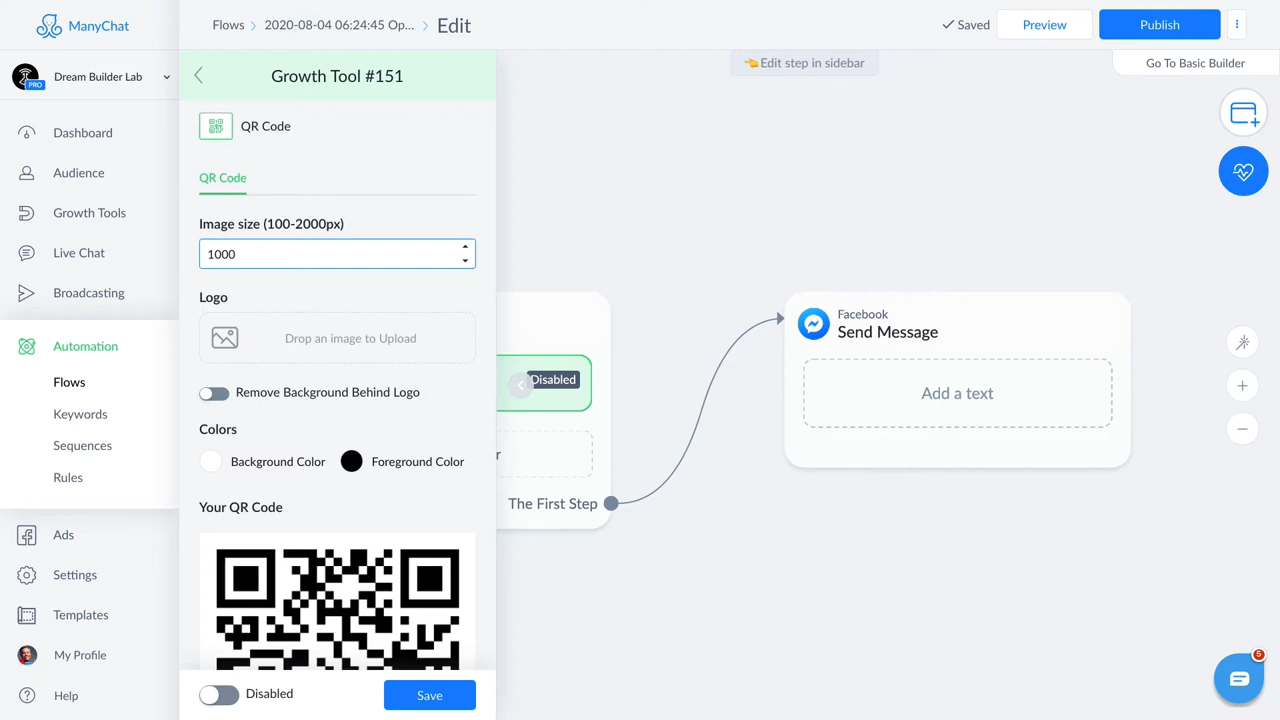 ManyChat
Flows
2020-08-04 06:24:45 Op...
Edit
Saved
Preview
Publish
Dream Builder Lab
PRO
Growth Tool #151
Edit step in sidebar
Go To Basic Builder
Dashboard
Audience
Growth Tools
Live Chat
Broadcasting
Automation
Flows
Keywords
Sequences
Rules
Ads
Settings
Templates
My Profile
Help
QR Code
QR Code
Image size (100-2000px)
1000
Logo
Drop an image to Upload
Remove Background Behind Logo
Colors
Background Color
Foreground Color
Your QR Code
Disabled
Save
Disabled
r
The First Step
Facebook
Send Message
Add a text
5